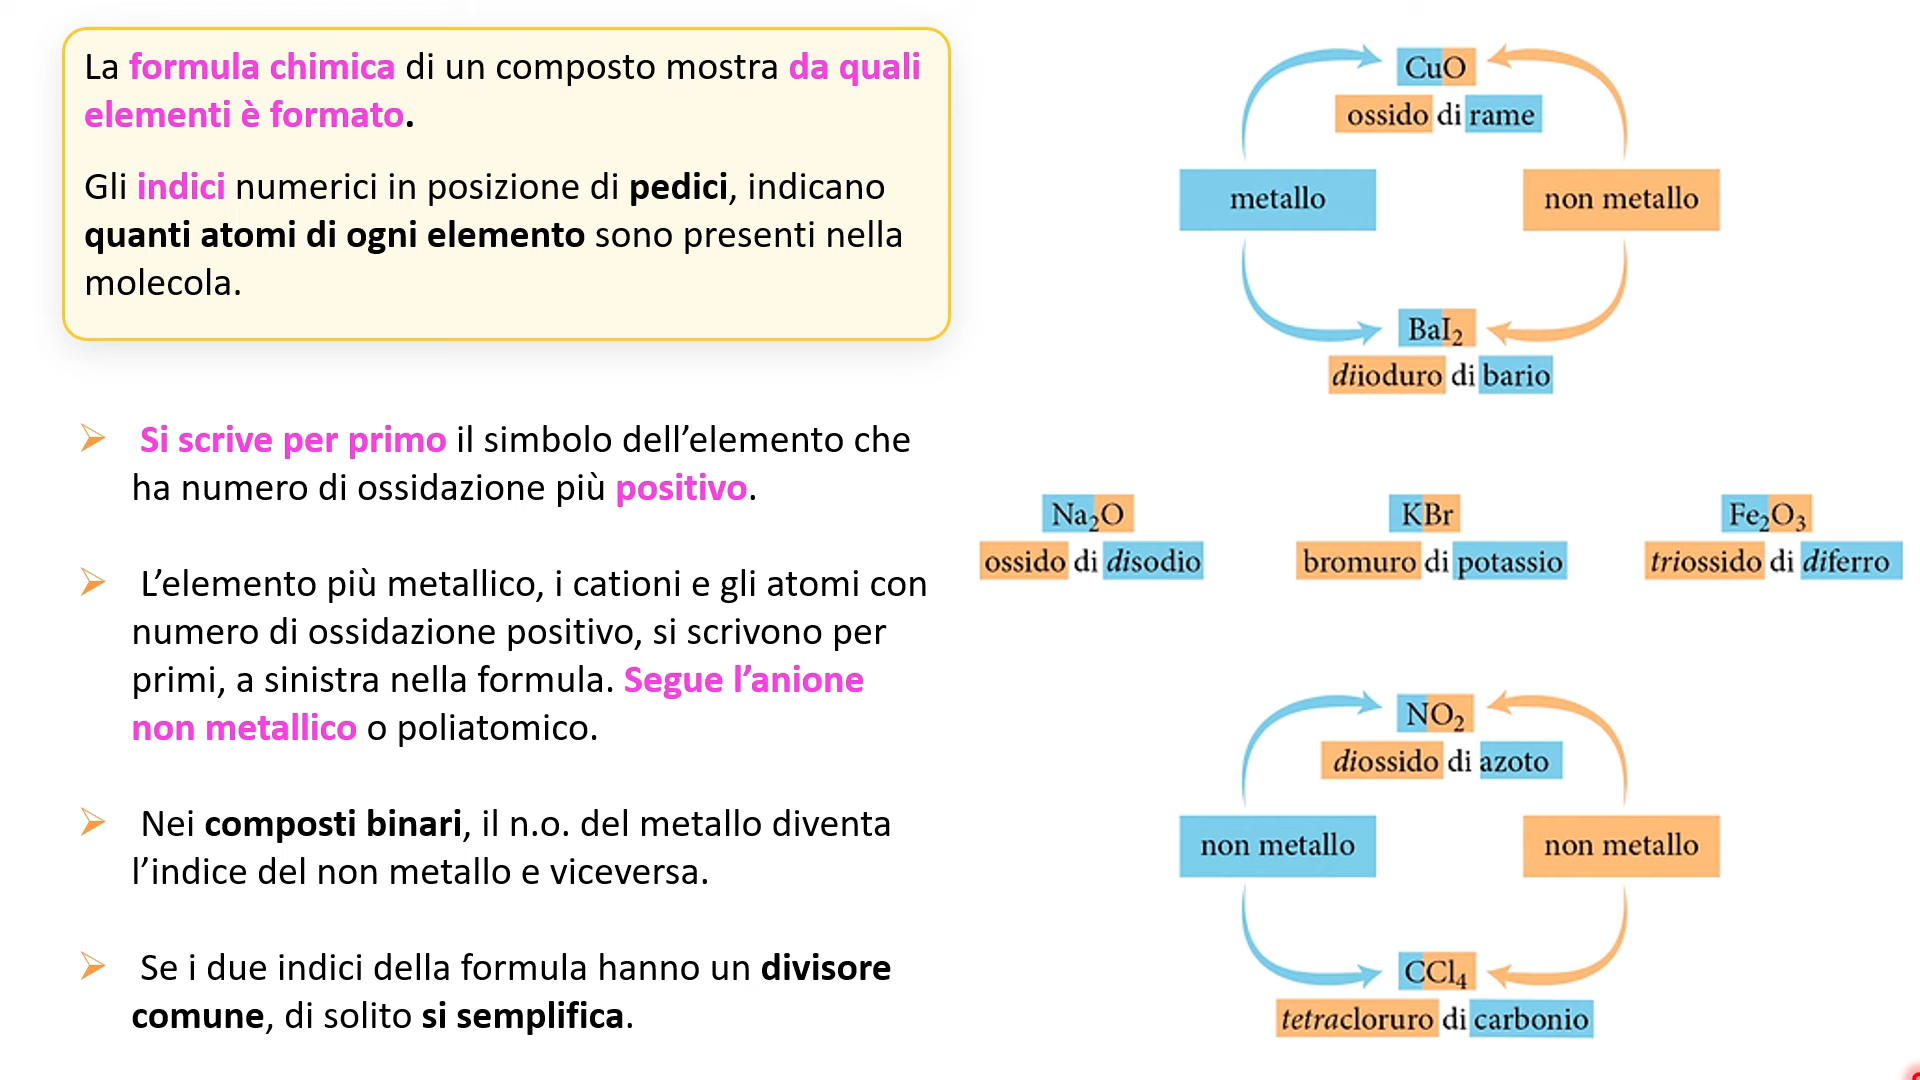 La formula chimica di un composto mostra da quali
elementi è formato.
Gli indici numerici in posizione di pedici, indicano
quanti atomi di ogni elemento sono presenti nella
molecola.
Si scrive per primo il simbolo dell’elemento che
ha numero di ossidazione più positivo.
L’elemento più metallico, i cationi e gli atomi con
numero di ossidazione positivo, si scrivono per
primi, a sinistra nella formula. Segue l’anione
non metallico o poliatomico.
Nei composti binari, il n.o. del metallo diventa
l’indice del non metallo e viceversa.
Se i due indici della formula hanno un divisore
comune, di solito si semplifica.
CuO
ossido di rame
metallo
non metallo
BaI₂
diioduro di bario
Na₂O
ossido di disodio
KBr
bromuro di potassio
Fe₂O₃
triossido di diferro
NO₂
diossido di azoto
non metallo
non metallo
CCl₄
tetracloruro di carbonio